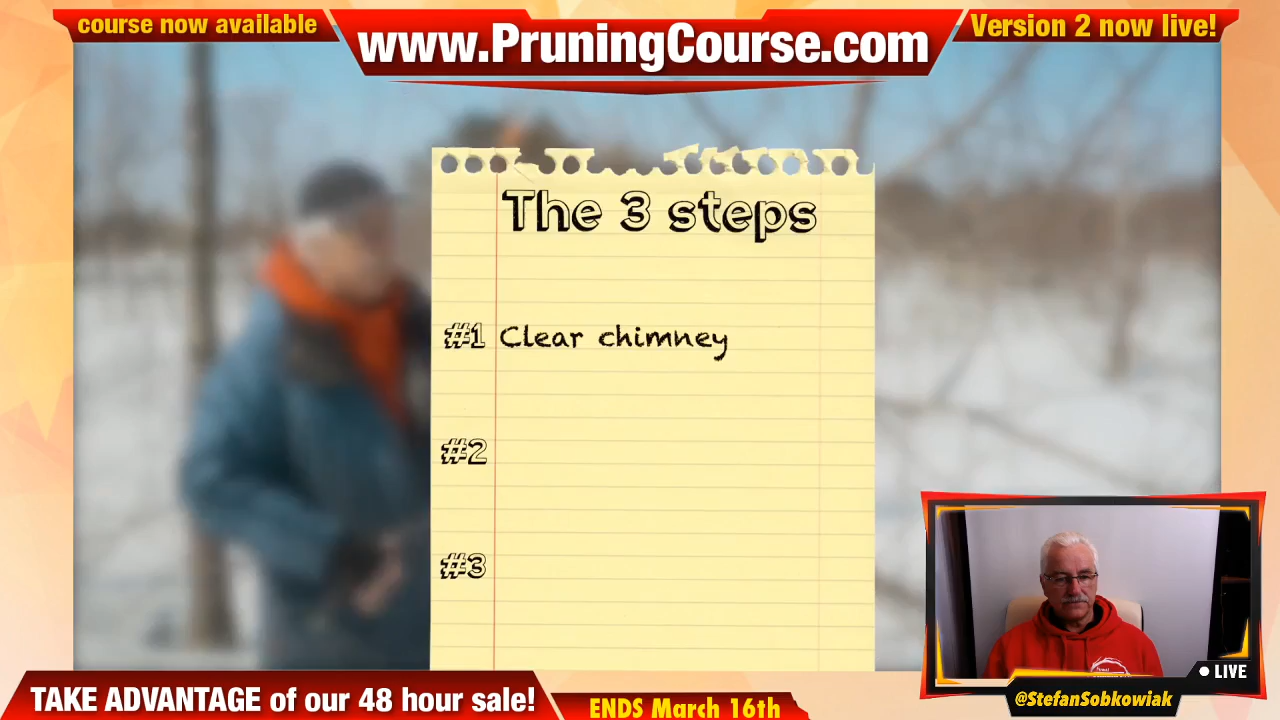 course now available
www.PruningCourse.com
Version 2 now live!
The 3 steps
#1 Clear chimney
#2
#3
LIVE
@StefanSobkowiak
TAKE ADVANTAGE of our 48 hour sale!
ENDS March 16th